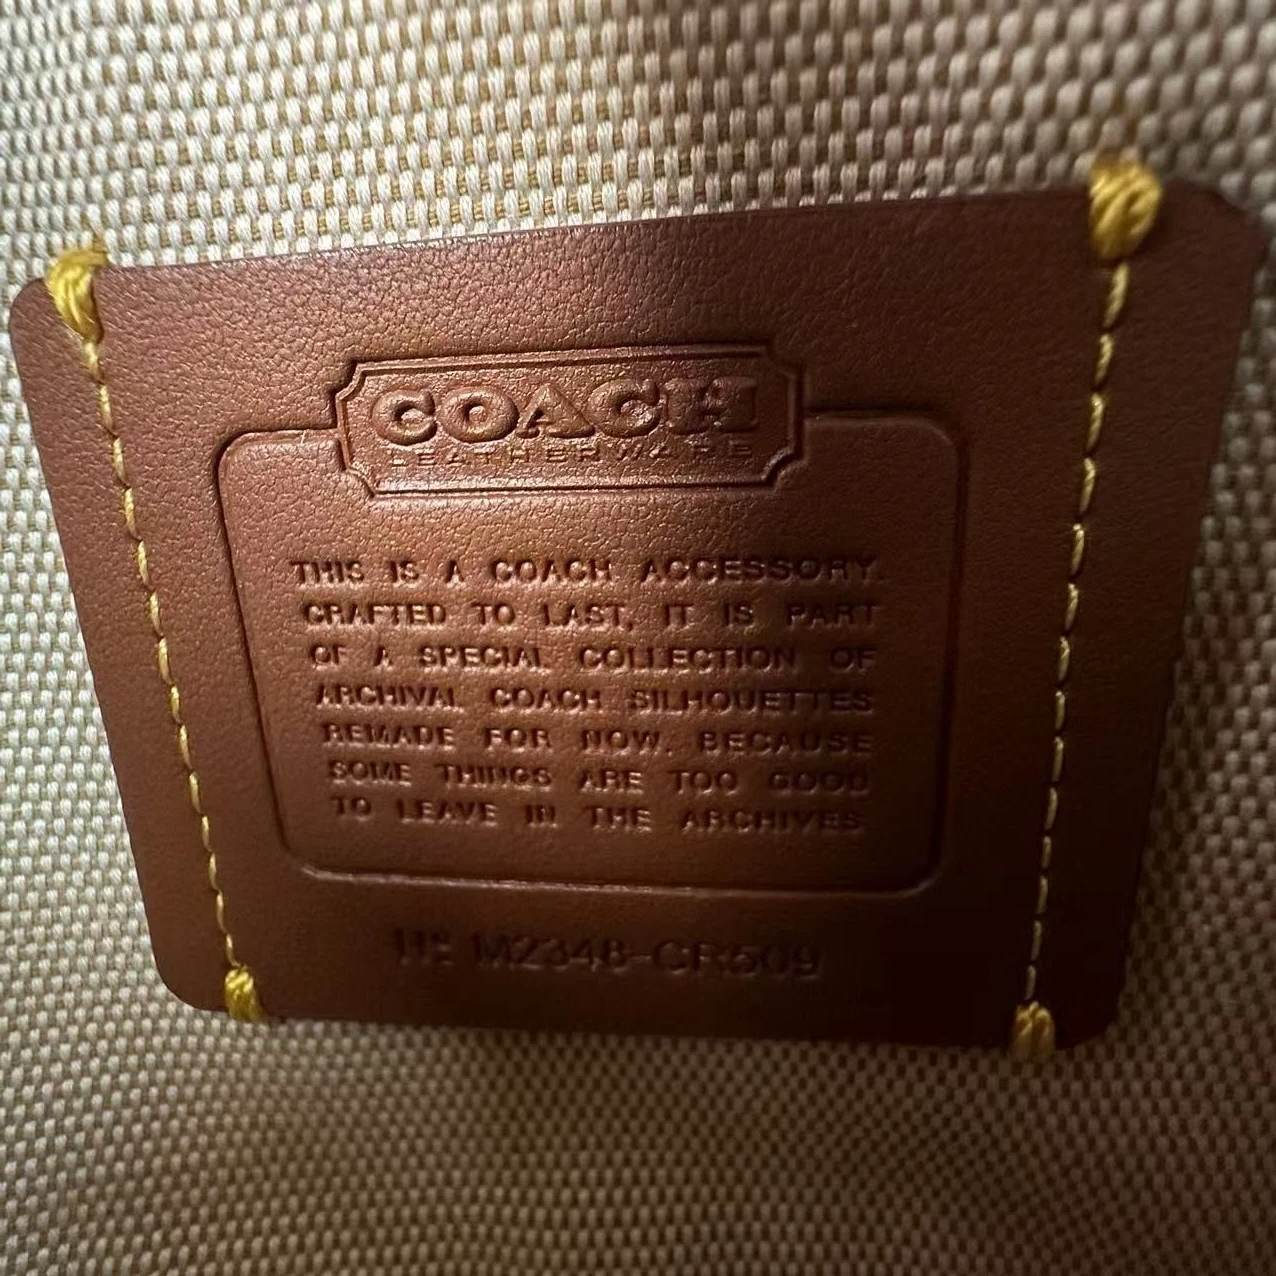 COACH
LEATHERWARE
THIS IS A COACH ACCESSORY.
CRAFTED TO LAST, IT IS PART
OF A SPECIAL COLLECTION OF
ARCHIVAL COACH SILHOUETTES
REMADE FOR NOW. BECAUSE
SOME THINGS ARE TOO GOOD
TO LEAVE IN THE ARCHIVES
Nº M2348-CR509